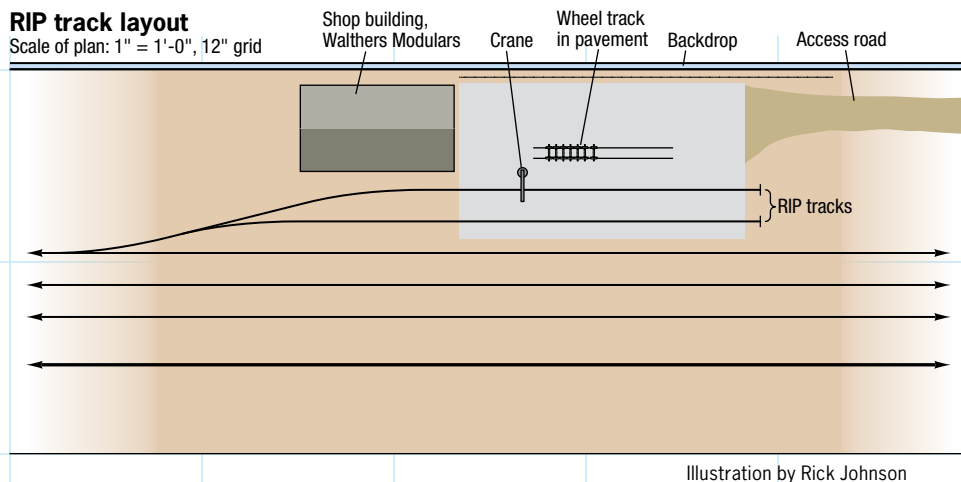 RIP track layout
Scale of plan: 1" = 1'-0", 12" grid
Shop building,
Walthers Modulars
Crane
Wheel track
in pavement
Backdrop
Access road
RIP tracks
Illustration by Rick Johnson